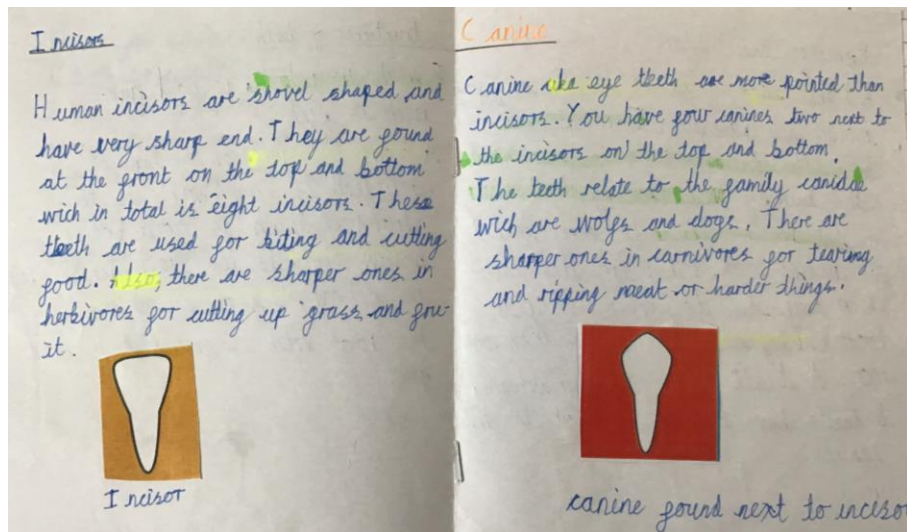 Incisors
Human incisors are shovel shaped and
have very sharp end. They are found
at the front on the top and bottom
wich in total is eight incisors. These
teeth are used for biting and cutting
food. Also, there are sharper ones in
herbivores for cutting up grass and fru-
it.
Incisor
Canine
Canine aka eye teeth are more pointed than
incisors. You have four canines two next to
the incisors on the top and bottom.
The teeth relate to the family canidae
wich are wolfs and dogs. There are
sharper ones in carnivores for tearing
and ripping meat or harder things.
canine found next to inciso